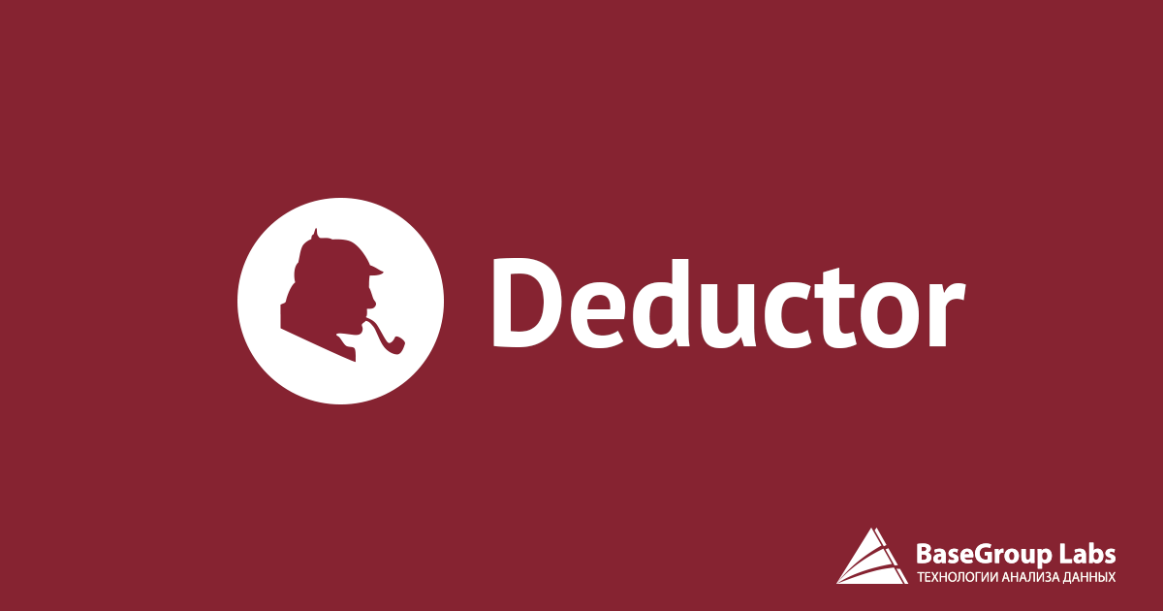 Deductor
BaseGroup Labs
ТЕХНОЛОГИИ АНАЛИЗА ДАННЫХ